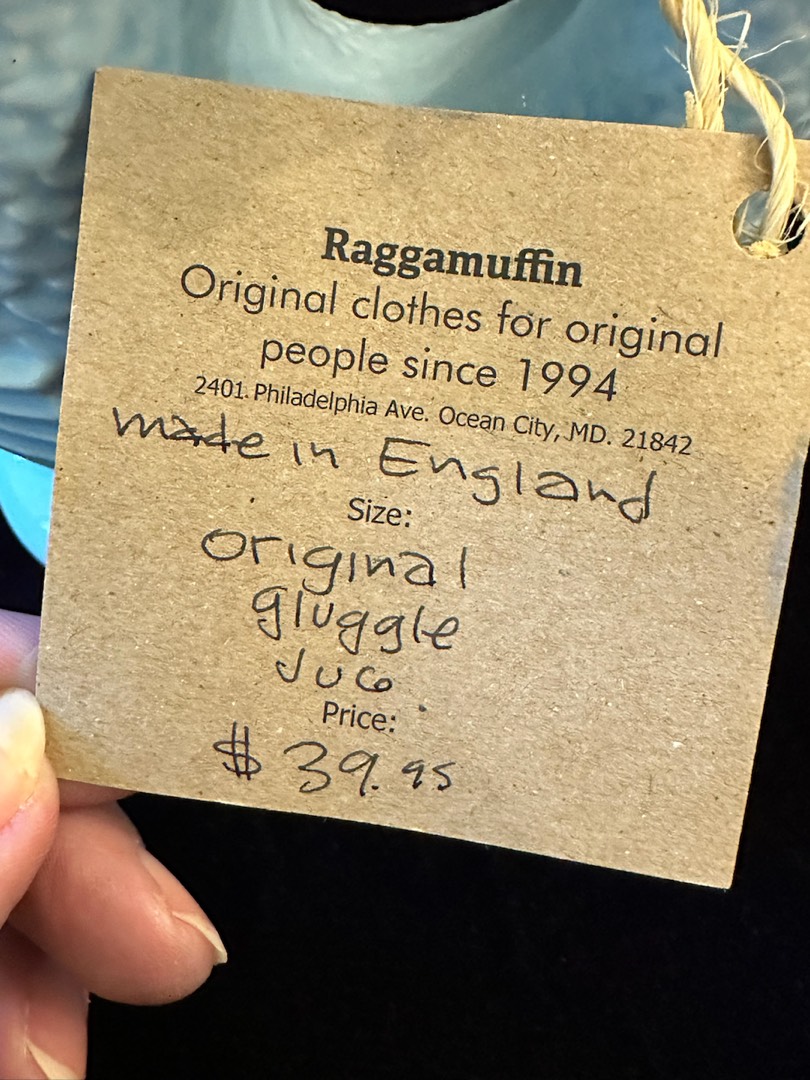 Raggamuffin
Original clothes for original
people since 1994
2401 Philadelphia Ave. Ocean City, MD. 21842
made in England
Size:
original
gluggle
JUG
Price:
$39.95